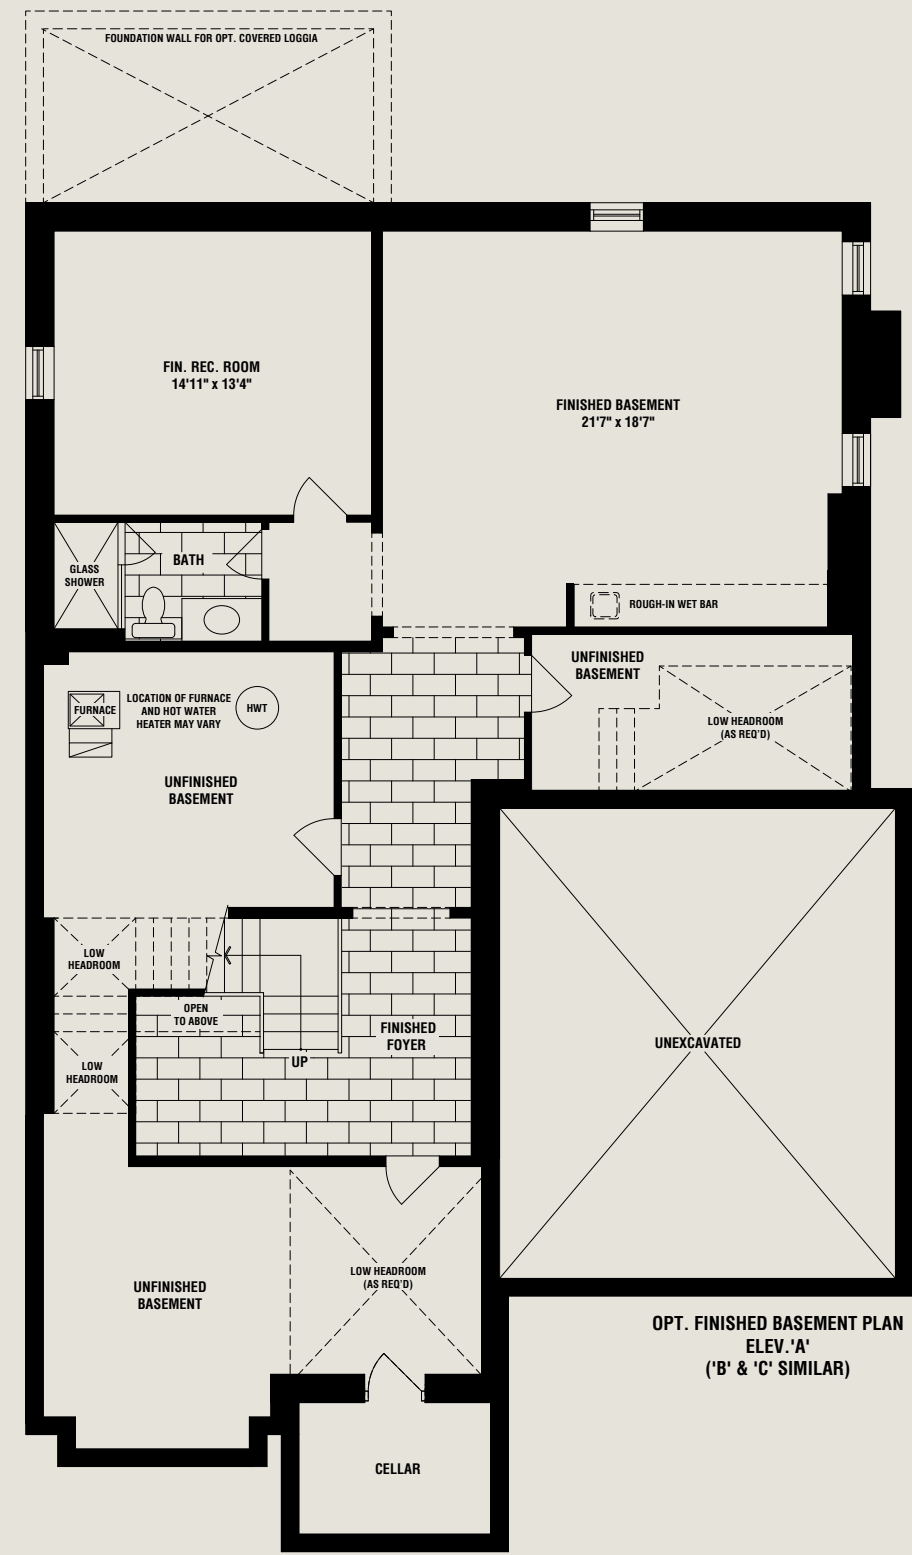 FOUNDATION WALL FOR OPT. COVERED LOGGIA
FIN. REC. ROOM
14'11" x 13'4"
FINISHED BASEMENT
21'7" x 18'7"
GLASS
SHOWER
BATH
ROUGH-IN WET BAR
UNFINISHED
BASEMENT
LOW HEADROOM
(AS REQ'D)
FURNACE
LOCATION OF FURNACE
AND HOT WATER
HEATER MAY VARY
HWT
UNFINISHED
BASEMENT
LOW
HEADROOM
OPEN
TO ABOVE
LOW
HEADROOM
UP
FINISHED
FOYER
UNEXCAVATED
UNFINISHED
BASEMENT
LOW HEADROOM
(AS REQ'D)
OPT. FINISHED BASEMENT PLAN
ELEV.'A'
('B' & 'C' SIMILAR)
CELLAR